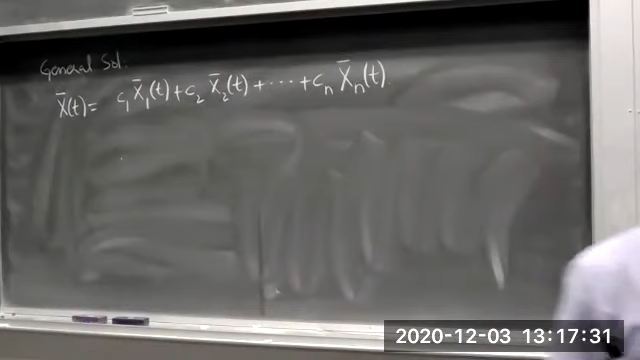 General Sol:
X̄(t) = c₁ X̄₁(t) + c₂ X̄₂(t) + ⋯ + cₙ X̄ₙ(t).
2020-12-03 13:17:31